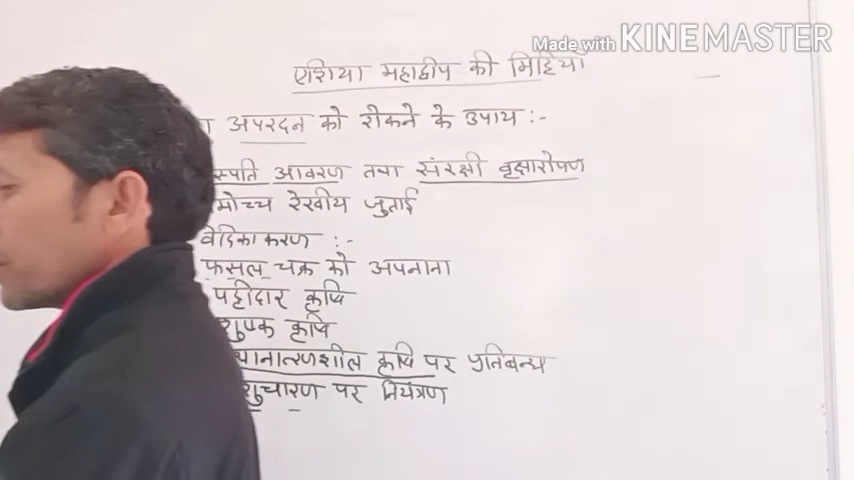 Made with KINEMASTER
एशिया महाद्वीप की मिट्टियाँ
अपरदन को रोकने के उपाय :-
स्पति आवरण तथा संरक्षी वृक्षारोपण
मोच्च रेखीय जुताई
वेदिकाकरण :-
फसल चक्र को अपनाना
पट्टीदार कृषि
शुष्क कृषि
थानात्रणशील कृषि पर प्रतिबन्ध
शुचारण पर नियंत्रण